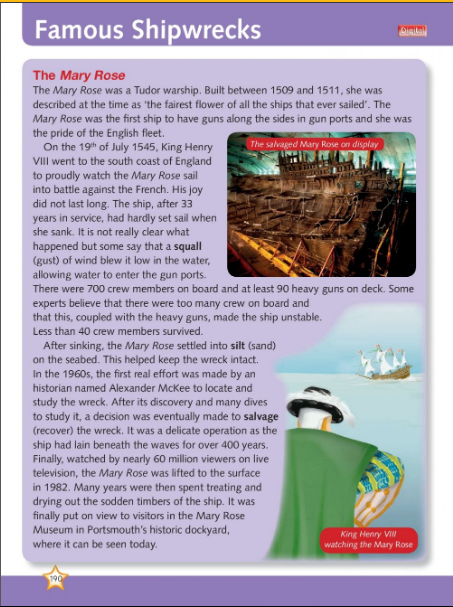 Famous Shipwrecks
Digital
The Mary Rose
The Mary Rose was a Tudor warship. Built between 1509 and 1511, she was
described at the time as ‘the fairest flower of all the ships that ever sailed’. The
Mary Rose was the first ship to have guns along the sides in gun ports and she was
the pride of the English fleet.
On the 19th of July 1545, King Henry
VIII went to the south coast of England
to proudly watch the Mary Rose sail
into battle against the French. His joy
did not last long. The ship, after 33
years in service, had hardly set sail when
she sank. It is not really clear what
happened but some say that a squall
(gust) of wind blew it low in the water,
allowing water to enter the gun ports.
The salvaged Mary Rose on display
There were 700 crew members on board and at least 90 heavy guns on deck. Some
experts believe that there were too many crew on board and
that this, coupled with the heavy guns, made the ship unstable.
Less than 40 crew members survived.
After sinking, the Mary Rose settled into silt (sand)
on the seabed. This helped keep the wreck intact.
In the 1960s, the first real effort was made by an
historian named Alexander McKee to locate and
study the wreck. After its discovery and many dives
to study it, a decision was eventually made to salvage
(recover) the wreck. It was a delicate operation as the
ship had lain beneath the waves for over 400 years.
Finally, watched by nearly 60 million viewers on live
television, the Mary Rose was lifted to the surface
in 1982. Many years were then spent treating and
drying out the sodden timbers of the ship. It was
finally put on view to visitors in the Mary Rose
Museum in Portsmouth’s historic dockyard,
where it can be seen today.
King Henry VIII
watching the Mary Rose
190